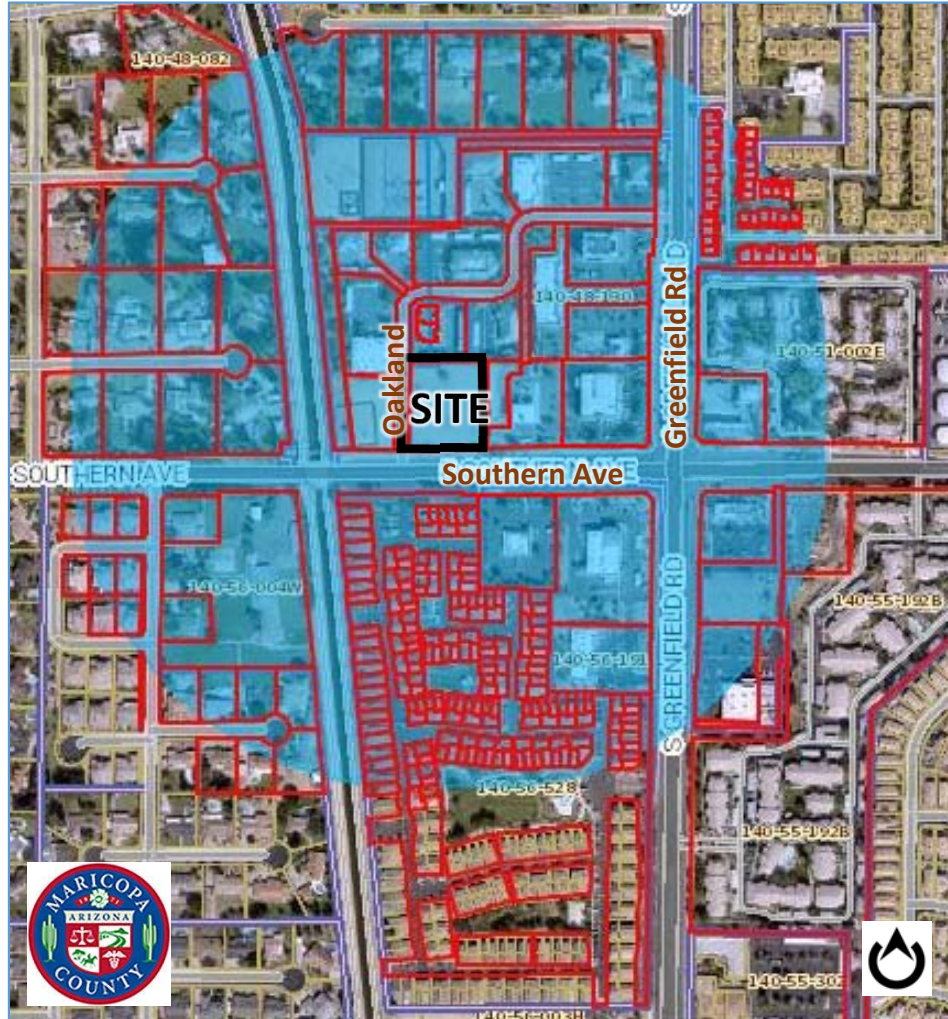 140-48-082
140-48-190
Greenfield Rd
D
140-51-002E
Oakland
SITE
SOUTHERN AVE
Southern Ave
E
140-56-004W
S GREENFIELD RD
140-55-192B
140-56-191
140-56-528
140-55-192B
MARICOPA
ARIZONA
COUNTY
140-55-302